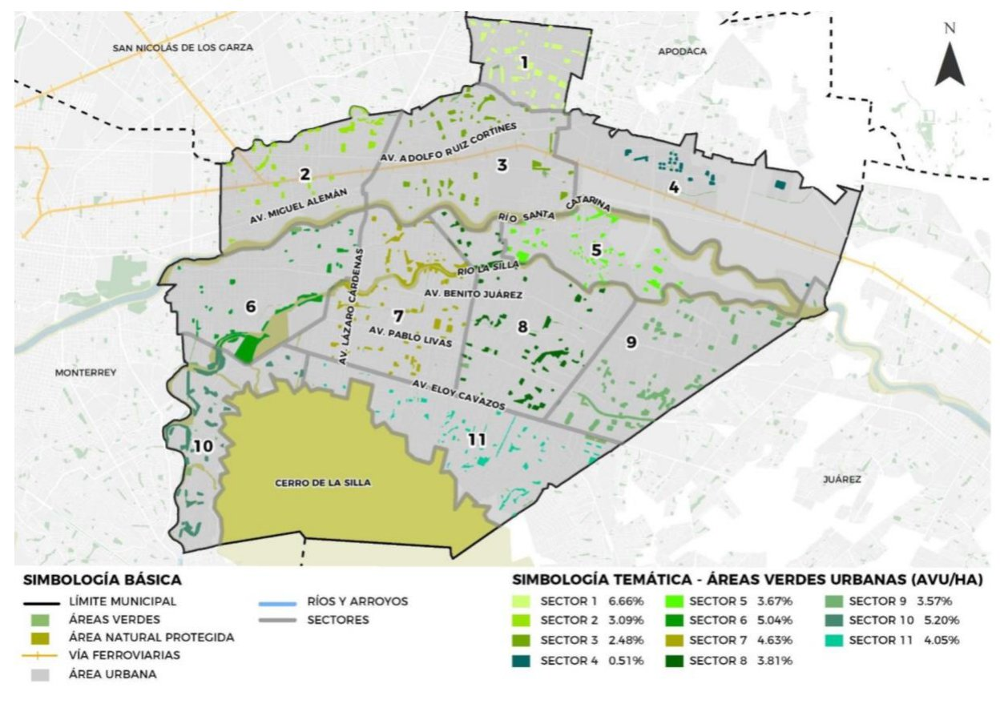 N
SAN NICOLÁS DE LOS GARZA
APODACA
1
AV. ADOLFO RUIZ CORTINES
2
3
4
AV. MIGUEL ALEMÁN
RÍO SANTA CATARINA
5
RIO LA SILLA
AV. LÁZARO CÁRDENAS
AV. BENITO JUÁREZ
6
7
AV. PABLO LIVAS
8
9
MONTERREY
AV. ELOY CAVAZOS
10
11
CERRO DE LA SILLA
JUÁREZ
SIMBOLOGÍA BÁSICA
LÍMITE MUNICIPAL
ÁREAS VERDES
ÁREA NATURAL PROTEGIDA
VÍA FERROVIARIAS
ÁREA URBANA
RÍOS Y ARROYOS
SECTORES
SIMBOLOGÍA TEMÁTICA - ÁREAS VERDES URBANAS (AVU/HA)
SECTOR 1 6.66%
SECTOR 2 3.09%
SECTOR 3 2.48%
SECTOR 4 0.51%
SECTOR 5 3.67%
SECTOR 6 5.04%
SECTOR 7 4.63%
SECTOR 8 3.81%
SECTOR 9 3.57%
SECTOR 10 5.20%
SECTOR 11 4.05%